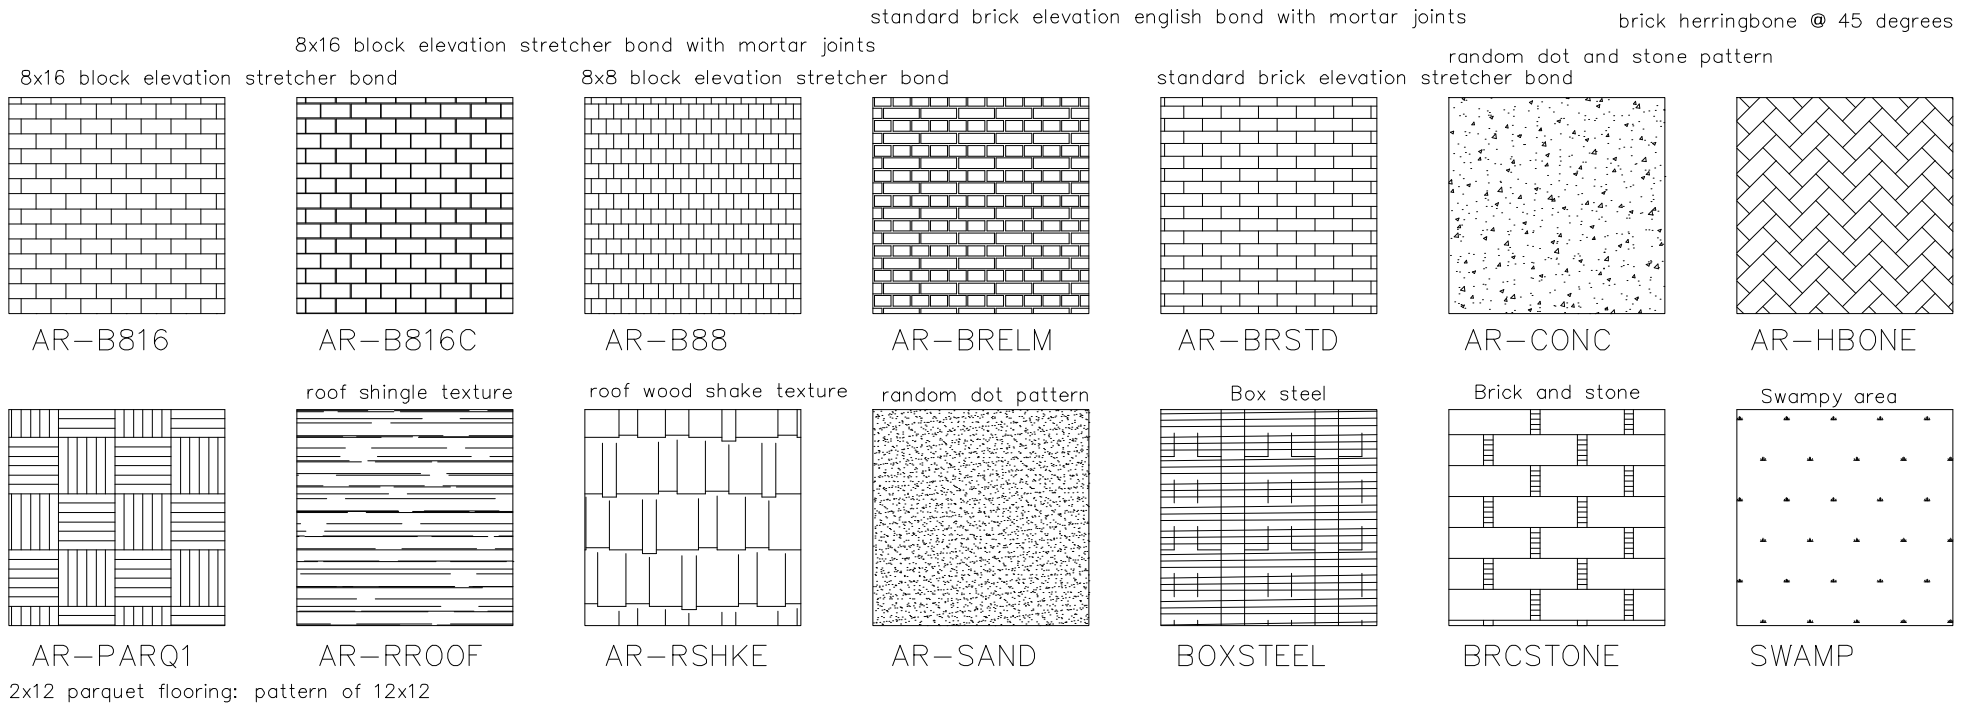 standard brick elevation english bond with mortar joints
brick herringbone @ 45 degrees
8x16 block elevation stretcher bond with mortar joints
random dot and stone pattern
8x16 block elevation stretcher bond
8x8 block elevation stretcher bond
standard brick elevation stretcher bond
AR-B816
AR-B816C
AR-B88
AR-BRELM
AR-BRSTD
AR-CONC
AR-HBONE
roof shingle texture
roof wood shake texture
random dot pattern
Box steel
Brick and stone
Swampy area
AR-PARQ1
AR-RROOF
AR-RSHKE
AR-SAND
BOXSTEEL
BRCSTONE
SWAMP
2x12 parquet flooring: pattern of 12x12